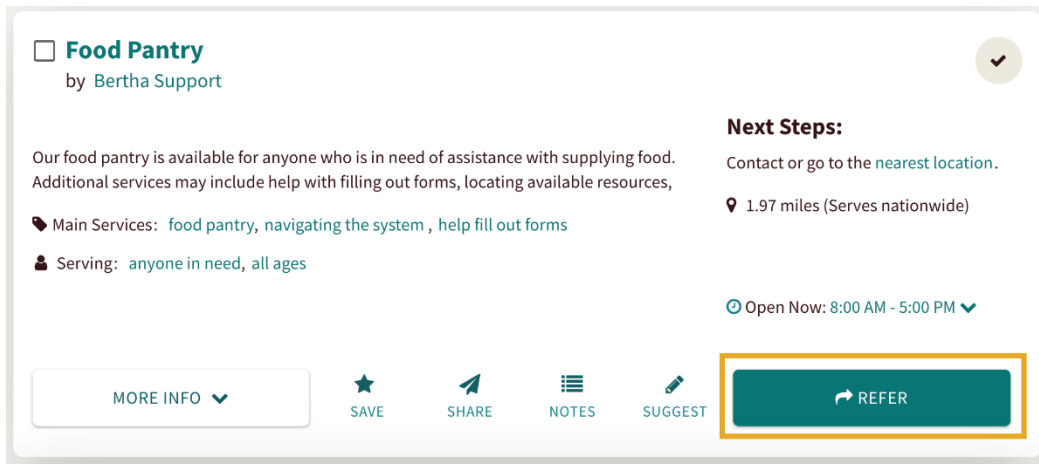 Food Pantry
by Bertha Support
Our food pantry is available for anyone who is in need of assistance with supplying food.
Additional services may include help with filling out forms, locating available resources,
Main Services: food pantry, navigating the system , help fill out forms
Serving: anyone in need, all ages
Next Steps:
Contact or go to the nearest location.
1.97 miles (Serves nationwide)
Open Now: 8:00 AM - 5:00 PM
MORE INFO
SAVE
SHARE
NOTES
SUGGEST
REFER